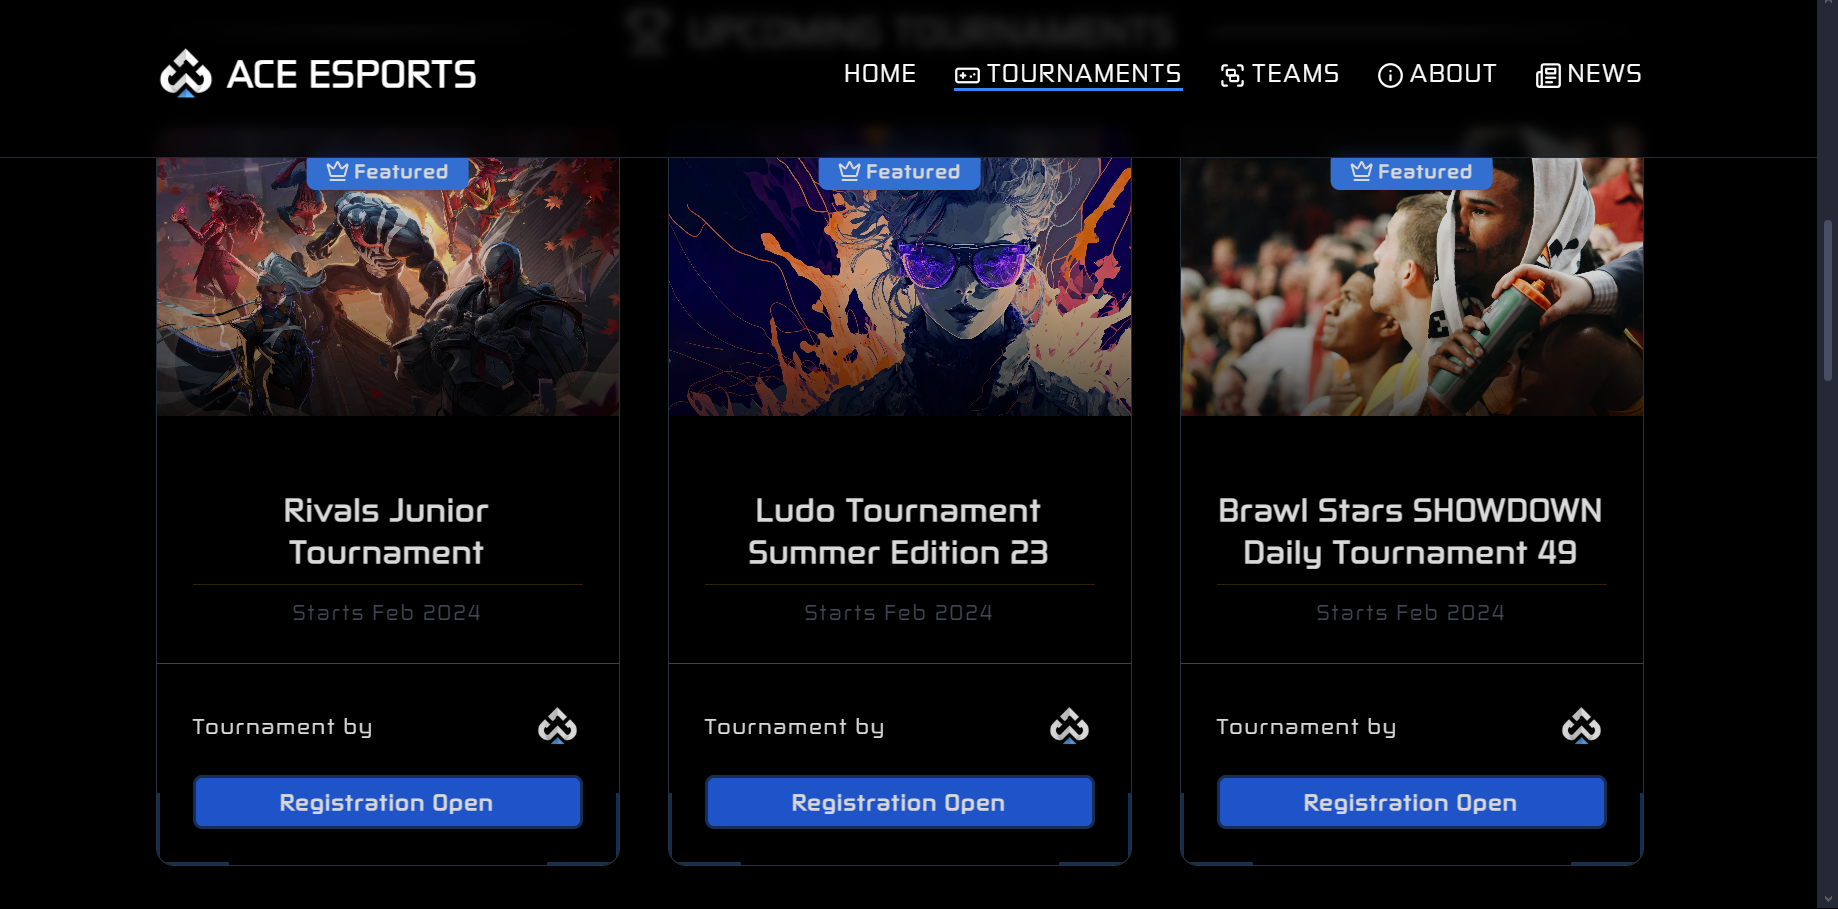 UPCOMING TOURNAMENTS
ACE ESPORTS
HOME
TOURNAMENTS
TEAMS
ABOUT
NEWS
Featured
Featured
Featured
Rivals Junior
Tournament
Starts Feb 2024
Tournament by
Registration Open
Ludo Tournament
Summer Edition 23
Starts Feb 2024
Tournament by
Registration Open
Brawl Stars SHOWDOWN
Daily Tournament 49
Starts Feb 2024
Tournament by
Registration Open